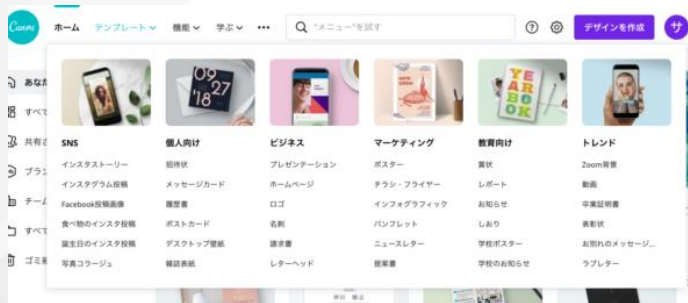 Canva
ホーム テンプレート 機能 学ぶ ••• "メニュー"を試す デザインを作成 サ
09
27
'18
YEAR
BOOK
SNS
インスタストーリー
インスタグラム投稿
Facebook投稿画像
食べ物のインスタ投稿
誕生日のインスタ投稿
写真コラージュ
個人向け
招待状
メッセージカード
履歴書
ポストカード
デスクトップ壁紙
雑誌表紙
ビジネス
プレゼンテーション
ホームページ
ロゴ
名刺
請求書
レターヘッド
マーケティング
ポスター
チラシ・フライヤー
インフォグラフィック
パンフレット
ニュースレター
提案書
教育向け
賞状
レポート
お知らせ
しおり
学校ポスター
学校のお知らせ
トレンド
Zoom背景
動画
卒業証明書
表彰状
お別れのメッセージ...
ラブレター
あなた
すべて
共有さ
ブラン
チーム
すべて
ゴミ箱